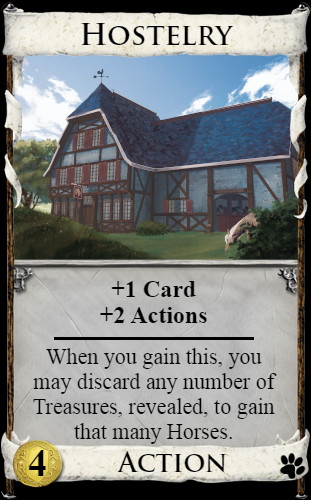 HOSTELRY
+1 Card
+2 Actions
When you gain this, you
may discard any number of
Treasures, revealed, to gain
that many Horses.
4
ACTION